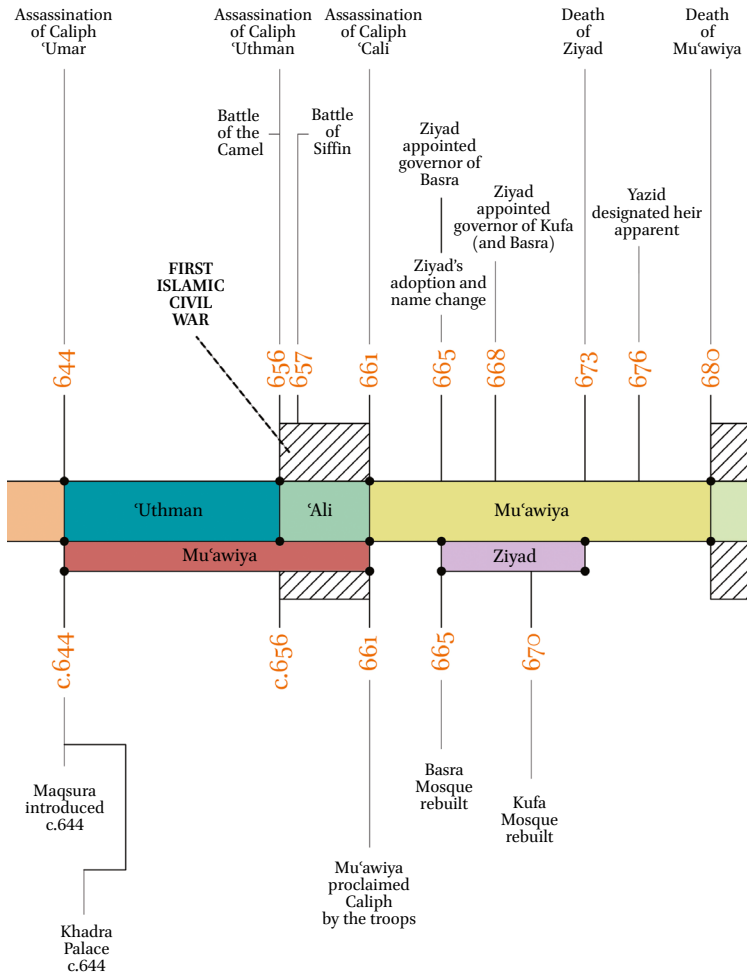 Assassination
of Caliph
ʿUmar
Assassination
of Caliph
ʿUthman
Assassination
of Caliph
ʿCali
Death
of
Ziyad
Death
of
Muʿawiya
Battle
of the
Camel
Battle
of
Siffin
Ziyad
appointed
governor of
Basra
Ziyad
appointed
governor of Kufa
(and Basra)
Yazid
designated heir
apparent
Ziyad's
adoption and
name change
FIRST
ISLAMIC
CIVIL
WAR
644
656
657
661
665
668
673
676
680
ʿUthman
ʿAli
Muʿawiya
Muʿawiya
Ziyad
c.644
c.656
661
665
670
Maqsura
introduced
c.644
Khadra
Palace
c.644
Muʿawiya
proclaimed
Caliph
by the troops
Basra
Mosque
rebuilt
Kufa
Mosque
rebuilt